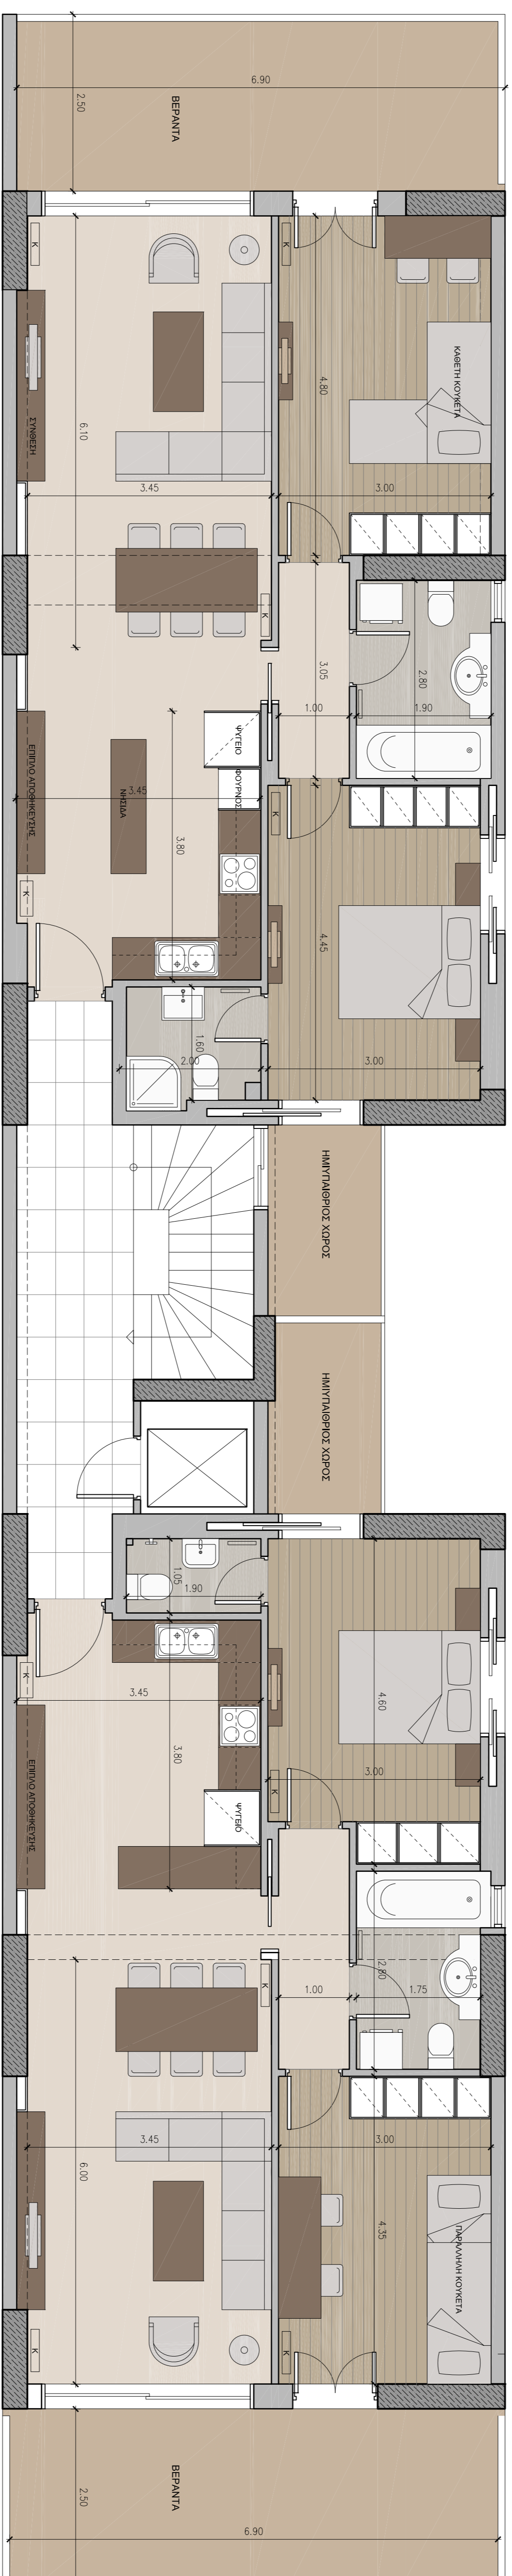 6.90
2.50
ΒΕΡΑΝΤΑ
K
K
ΚΑΘΕΤΗ ΚΟΥΚΕΤΑ
4.80
ΣΥΝΘΕΣΗ
6.10
3.45
3.00
K
3.05
2.80
1.00
1.90
ΨΥΓΕΙΟ
ΦΟΥΡΝΟΣ
ΕΠΙΠΛΟ ΑΠΟΘΗΚΕΥΣΗΣ
ΝΗΣΙΔΑ
3.45
K
3.80
K
4.45
1.60
2.00
3.00
ΗΜΙΥΠΑΙΘΡΙΟΣ ΧΩΡΟΣ
ΗΜΙΥΠΑΙΘΡΙΟΣ ΧΩΡΟΣ
1.05
1.90
K
3.45
4.60
3.80
3.00
K
ΕΠΙΠΛΟ ΑΠΟΘΗΚΕΥΣΗΣ
ΨΥΓΕΙΟ
2.80
K
1.00
1.75
3.45
3.00
6.00
4.35
ΠΑΡΑΛΛΗΛΗ ΚΟΥΚΕΤΑ
K
K
ΒΕΡΑΝΤΑ
2.50
6.90